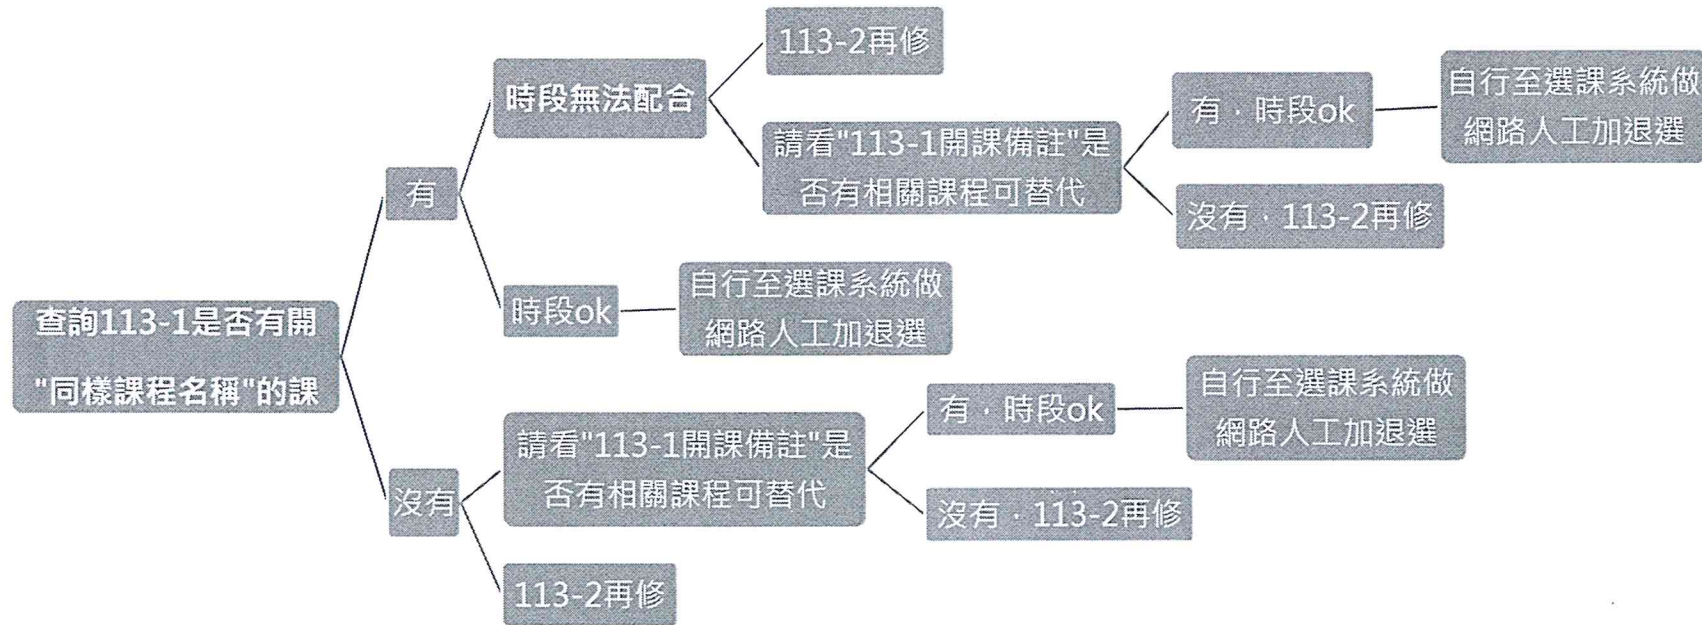 查詢113-1是否有開
"同樣課程名稱"的課
有
時段無法配合
113-2再修
請看"113-1開課備註"是
否有相關課程可替代
有，時段ok
自行至選課系統做
網路人工加退選
沒有，113-2再修
時段ok
自行至選課系統做
網路人工加退選
沒有
請看"113-1開課備註"是
否有相關課程可替代
有，時段ok
自行至選課系統做
網路人工加退選
沒有，113-2再修
113-2再修